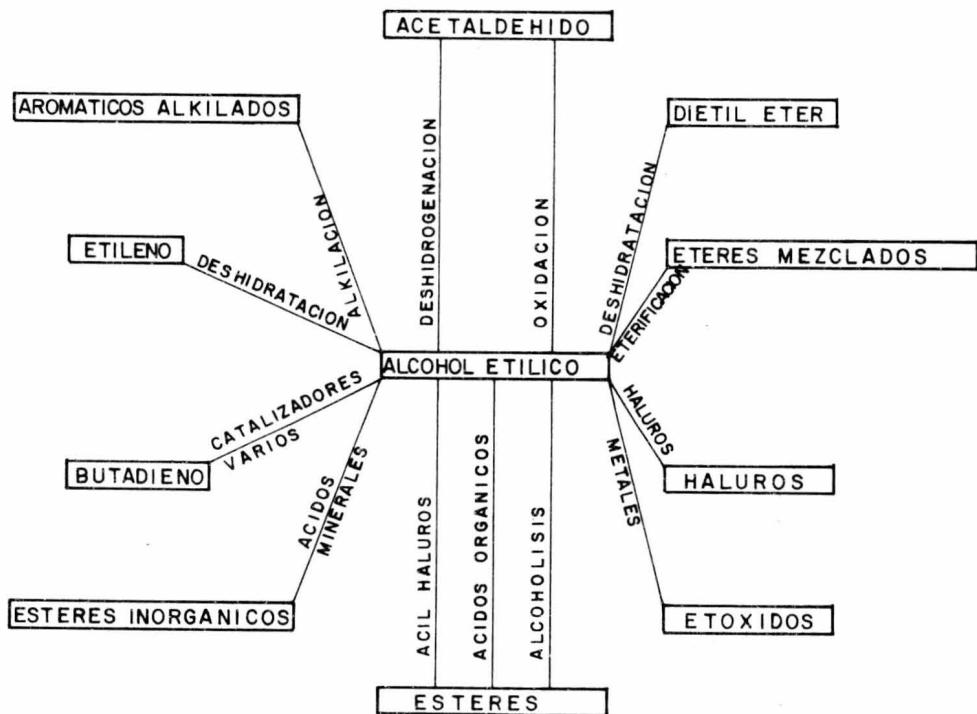 ACETALDEHIDO
AROMATICOS ALKILADOS
DIETIL ETER
DESHIDROGENACION
OXIDACION
ALKILACION
DESHIDRATACION
ETILENO
DESHIDRATACION
ETERES MEZCLADOS
ETERIFICACION
ALCOHOL ETILICO
CATALIZADORES
VARIOS
HALUROS
BUTADIENO
HALUROS
ACIDOS
MINERALES
METALES
ACIL HALUROS
ACIDOS ORGANICOS
ALCOHOLISIS
ESTERES INORGANICOS
ETOXIDOS
ESTERES